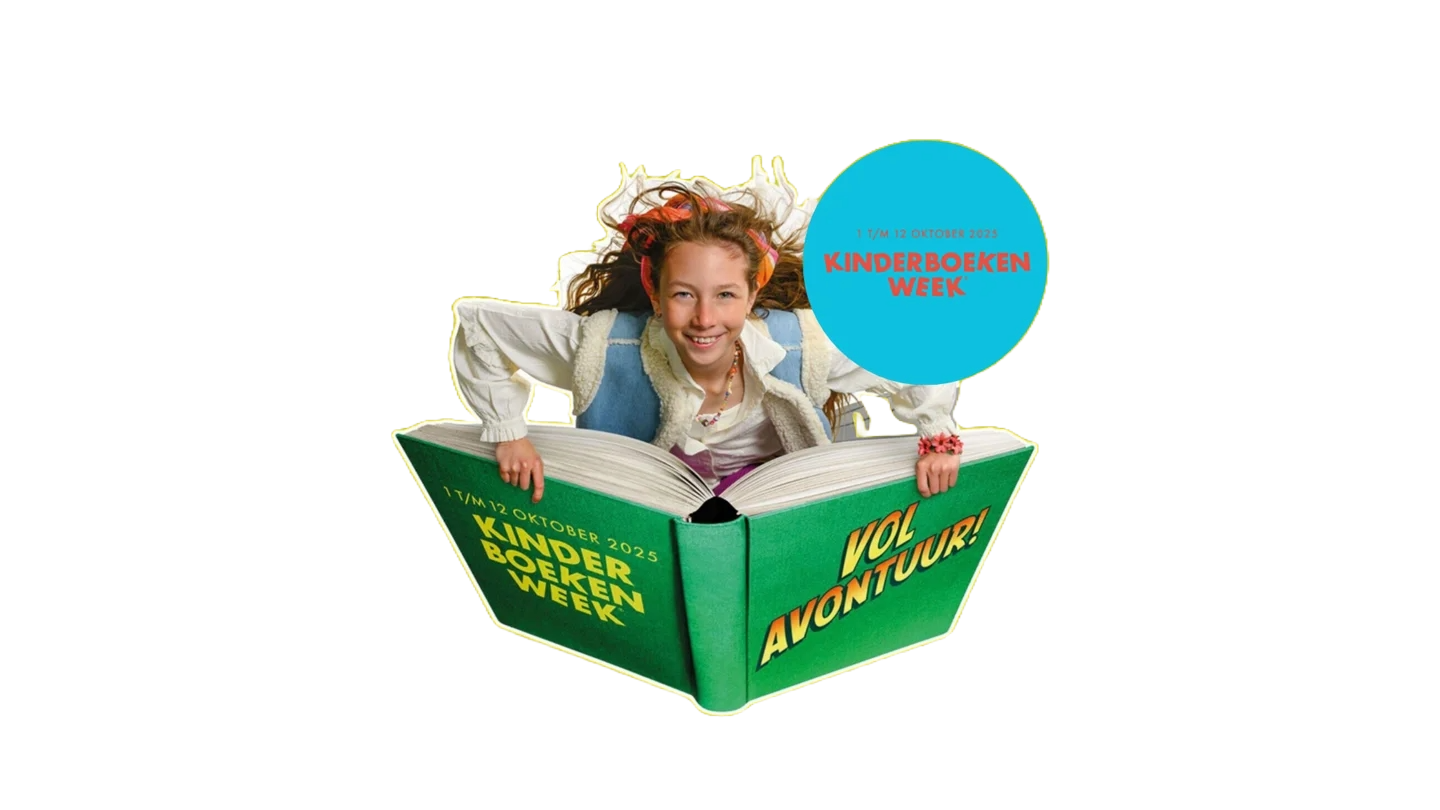 1 T/M 12 OKTOBER 2025
KINDERBOEKEN
WEEK
1 T/M 12 OKTOBER 2025
KINDER
BOEKEN
WEEK
VOL
AVONTUUR!